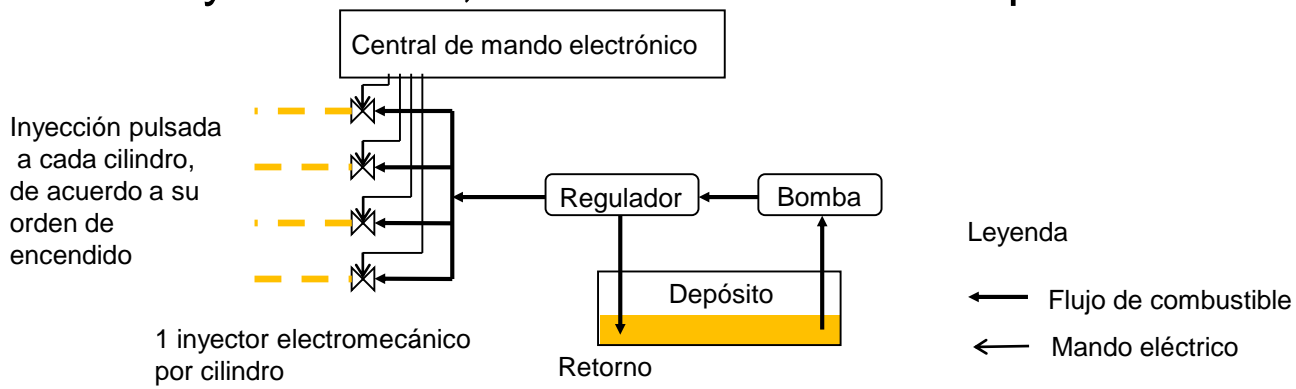 Central de mando electrónico
Inyección pulsada
a cada cilindro,
de acuerdo a su
orden de
encendido
Regulador
Bomba
Depósito
Retorno
1 inyector electromecánico
por cilindro
Leyenda
Flujo de combustible
Mando eléctrico